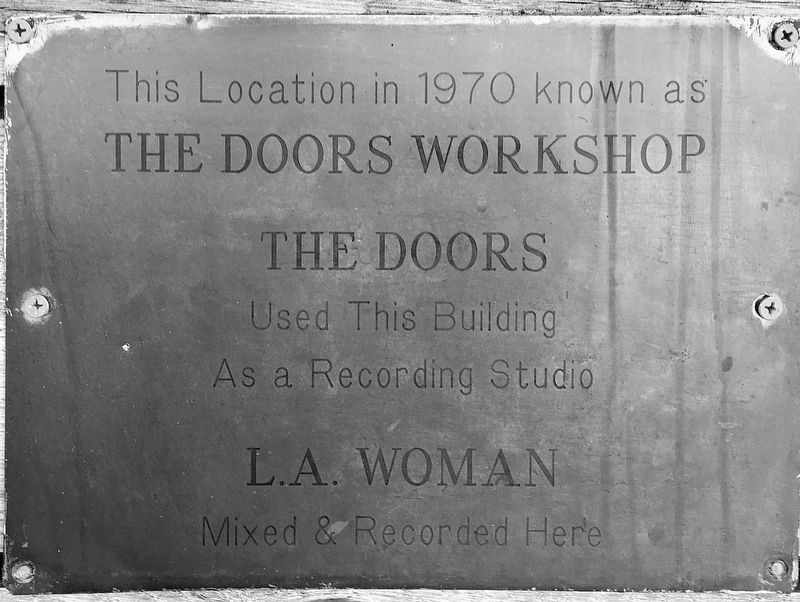 This Location in 1970 known as
THE DOORS WORKSHOP
THE DOORS
Used This Building
As a Recording Studio
L.A. WOMAN
Mixed & Recorded Here